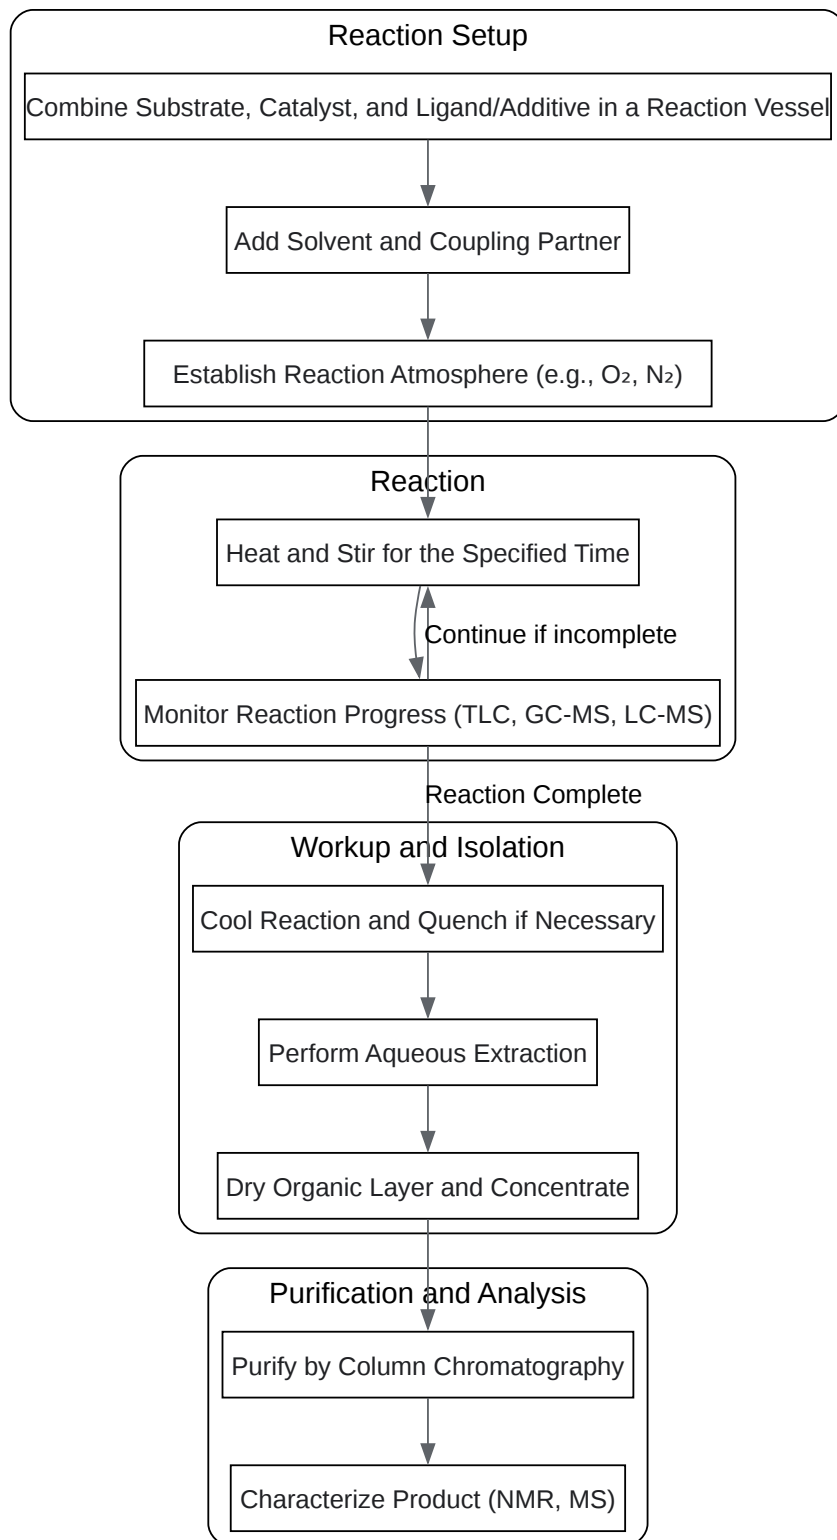 Reaction Setup
Combine Substrate, Catalyst, and Ligand/Additive in a Reaction Vessel
Add Solvent and Coupling Partner
Establish Reaction Atmosphere (e.g., O₂, N₂)
Reaction
Heat and Stir for the Specified Time
Continue if incomplete
Monitor Reaction Progress (TLC, GC-MS, LC-MS)
Reaction Complete
Workup and Isolation
Cool Reaction and Quench if Necessary
Perform Aqueous Extraction
Dry Organic Layer and Concentrate
Purification and Analysis
Purify by Column Chromatography
Characterize Product (NMR, MS)